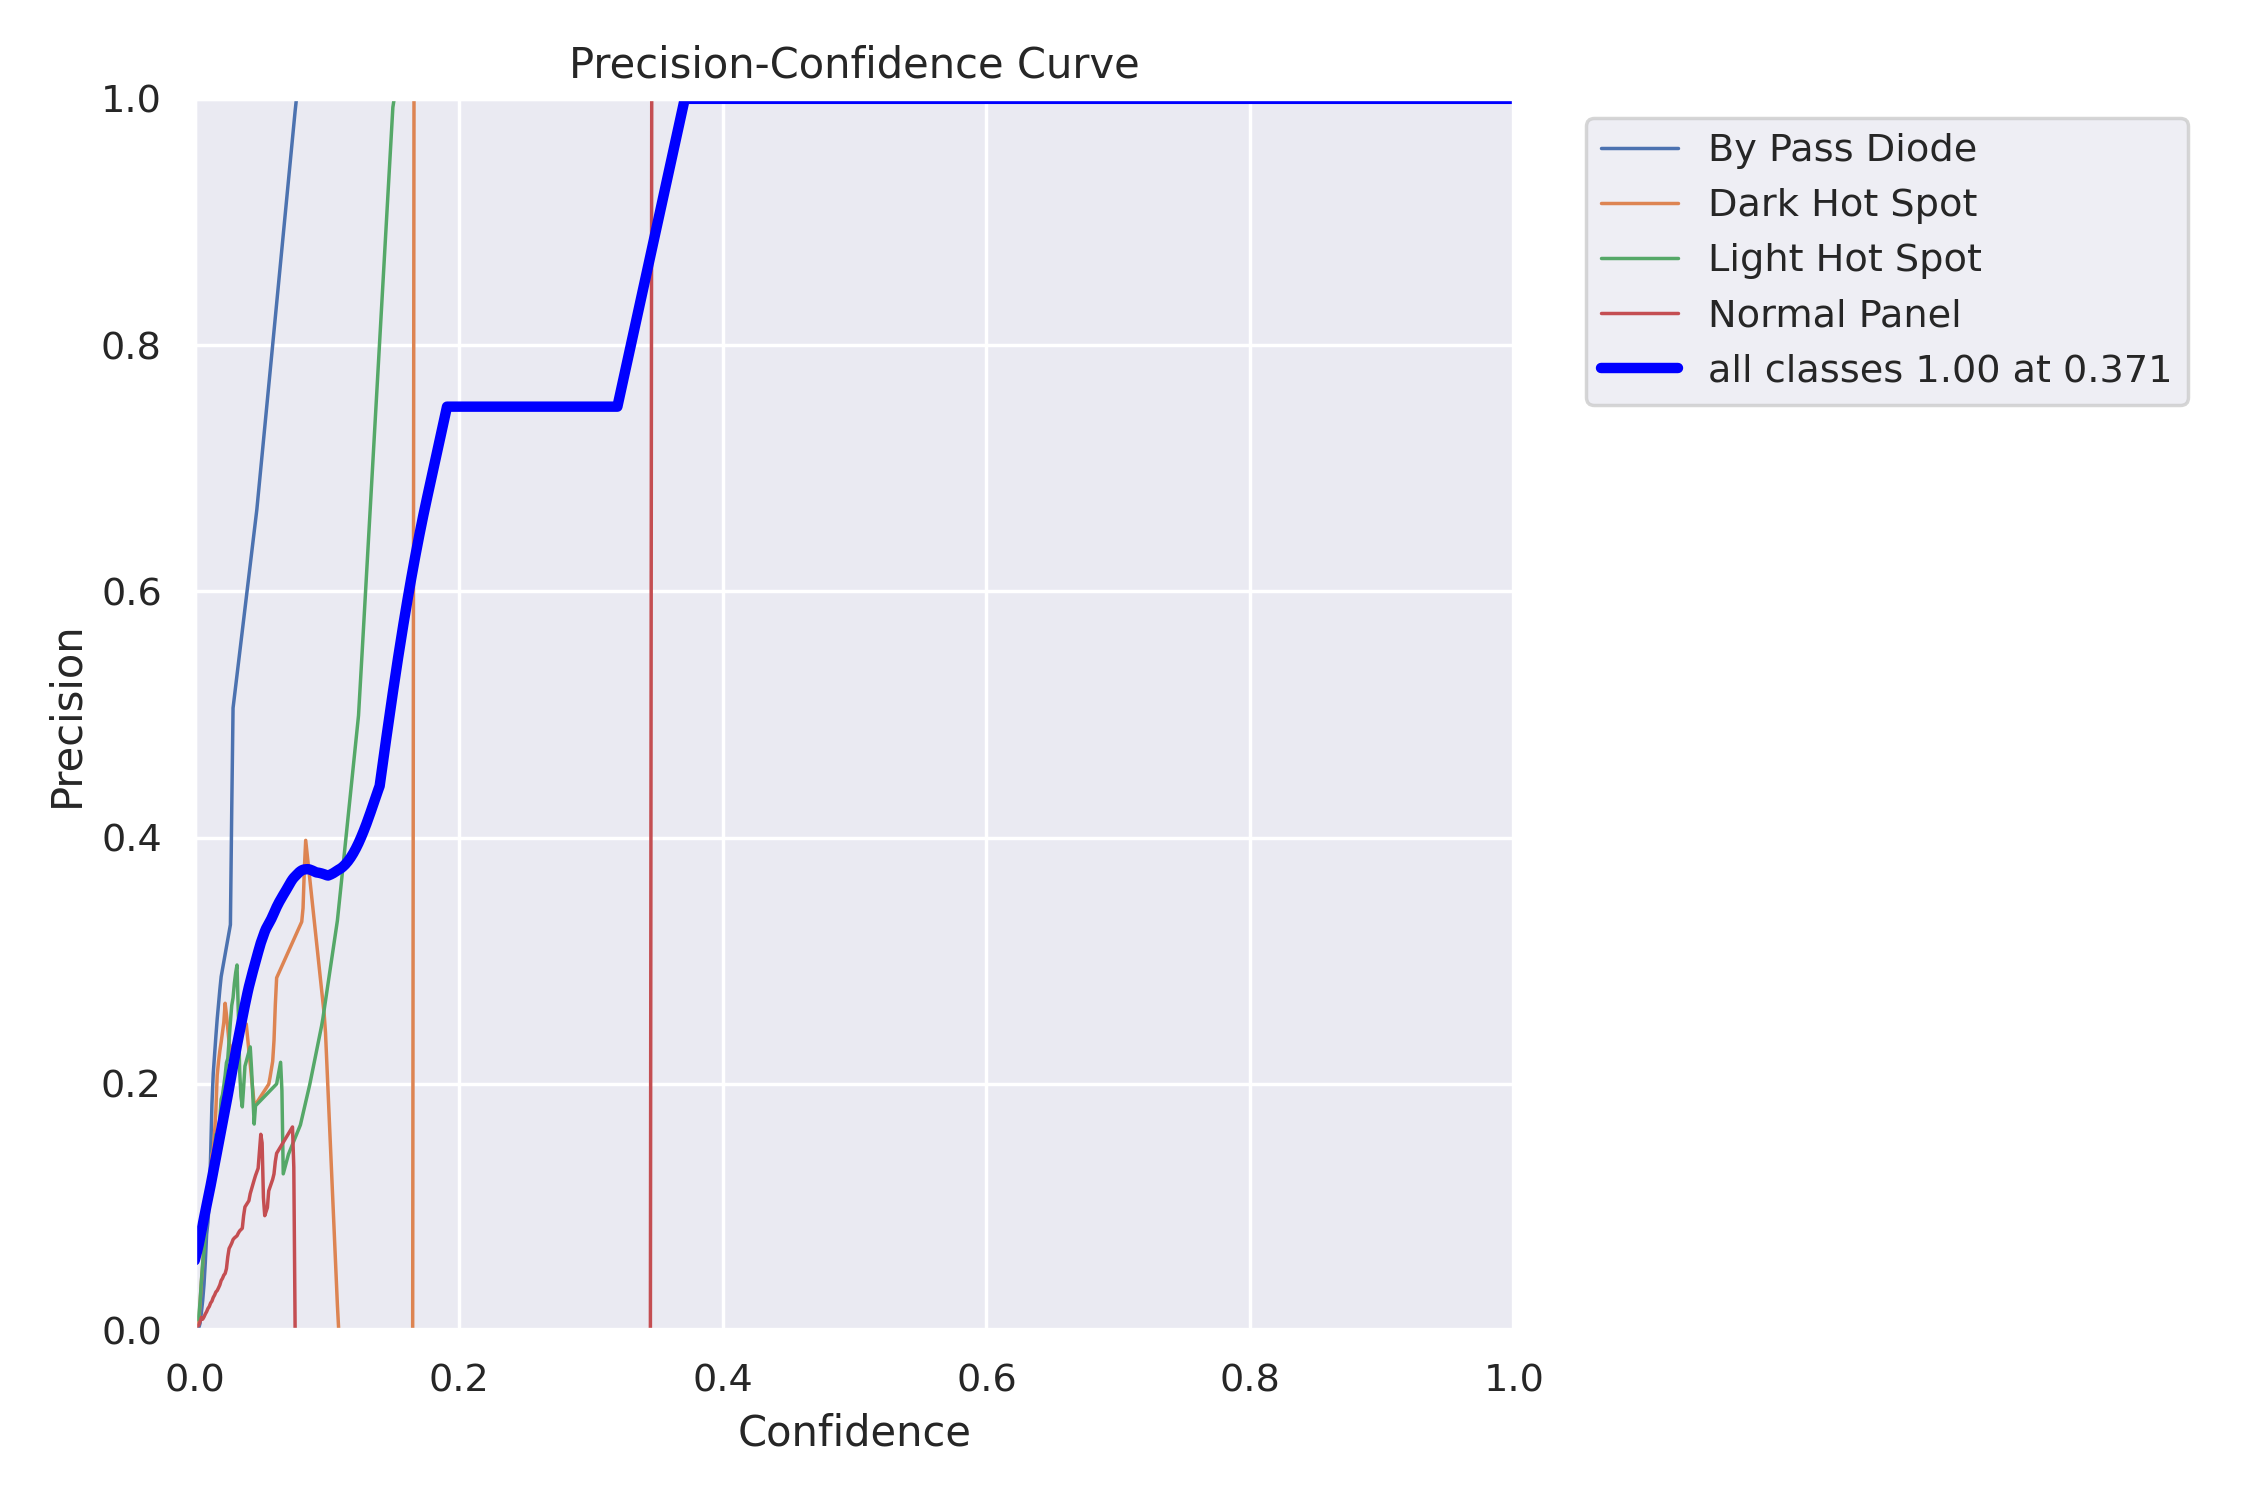 Precision-Confidence Curve
1.0
0.8
0.6
0.4
0.2
0.0
Precision
0.0 0.2 0.4 0.6 0.8 1.0
Confidence
By Pass Diode
Dark Hot Spot
Light Hot Spot
Normal Panel
all classes 1.00 at 0.371